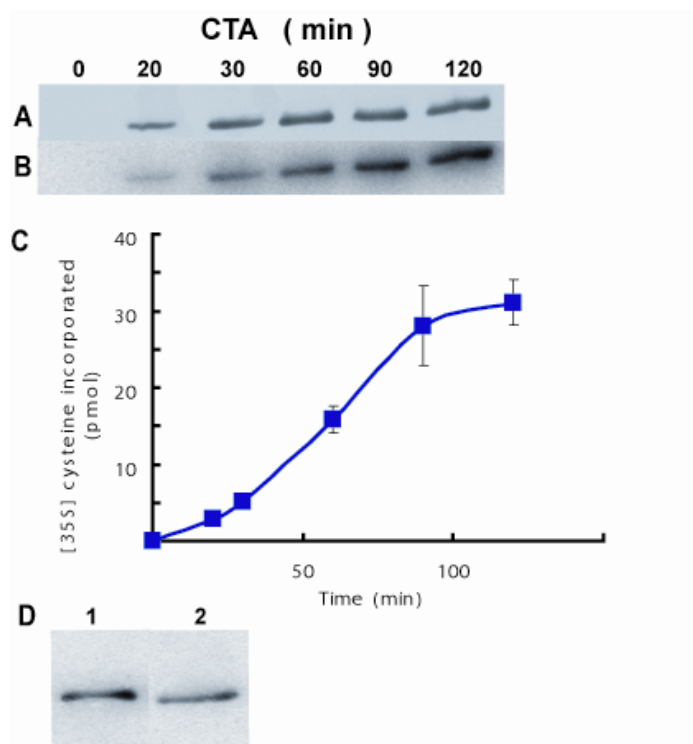 CTA ( min )
0 20 30 60 90 120
A
B
C
40
30
20
10
[35S] cysteine incorporated
(pmol)
50 100
Time (min)
D 1 2